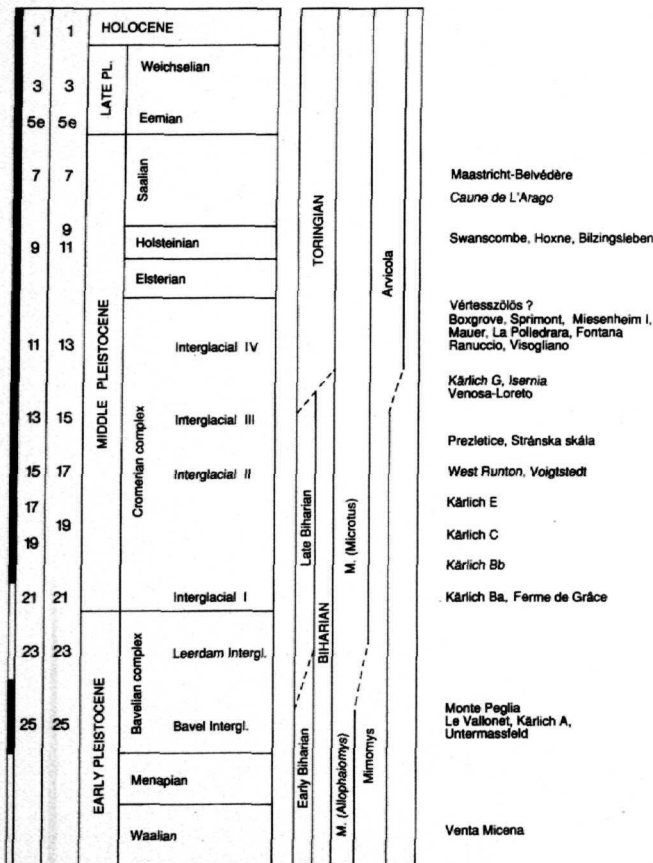 1 1 HOLOCENE
LATE PL.
Weichselian
3 3
5e 5e Eemian
MIDDLE PLEISTOCENE
Saalian
7 7
9
9 11 Holsteinian
Elsterian
Cromerian complex
11 13 Interglacial IV
13 15 Interglacial III
15 17 Interglacial II
17
19
19
21 21 Interglacial I
EARLY PLEISTOCENE
Bavelian complex
23 23 Leerdam Intergl.
25 25 Bavel Intergl.
Menapian
Waalian
TORINGIAN
Late Biharian
BIHARIAN
Early Biharian
M. (Microtus)
M. (Allophaiomys)
Mimomys
Arvicola
Maastricht-Belvédère
Caune de L'Arago
Swanscombe, Hoxne, Bilzingsleben
Vértesszölös ?
Boxgrove, Sprimont, Miesenheim I,
Mauer, La Polledrara, Fontana
Ranuccio, Visogliano
Kärlich G, Isernia
Venosa-Loreto
Prezletice, Stránska skála
West Runton, Voigtstedt
Kärlich E
Kärlich C
Kärlich Bb
Kärlich Ba, Ferme de Grâce
Monte Peglia
Le Vallonet, Kärlich A,
Untermassfeld
Venta Micena